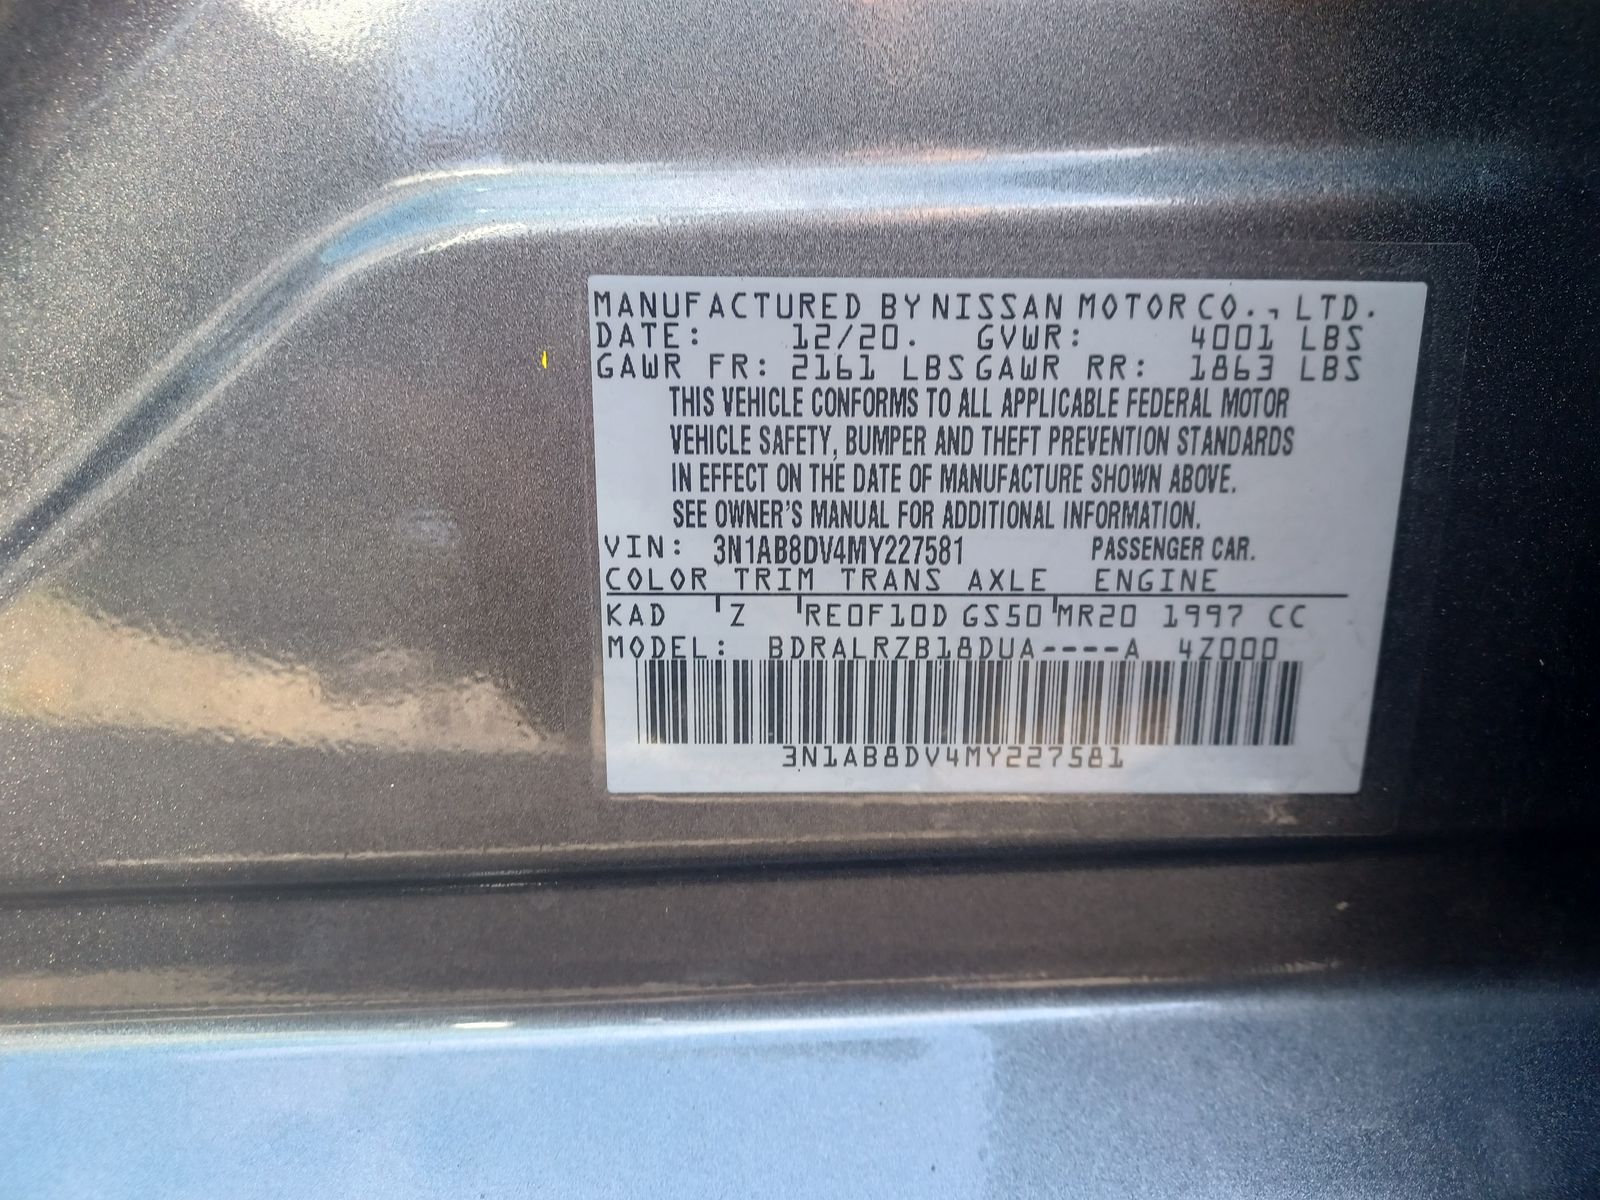 MANUFACTURED BY NISSAN MOTOR CO., LTD.
DATE: 12/20. GVWR: 4001 LBS
GAWR FR: 2161 LBS GAWR RR: 1863 LBS
THIS VEHICLE CONFORMS TO ALL APPLICABLE FEDERAL MOTOR
VEHICLE SAFETY, BUMPER AND THEFT PREVENTION STANDARDS
IN EFFECT ON THE DATE OF MANUFACTURE SHOWN ABOVE.
SEE OWNER'S MANUAL FOR ADDITIONAL INFORMATION.
VIN: 3N1AB8DV4MY227581 PASSENGER CAR.
COLOR TRIM TRANS AXLE ENGINE
KAD Z RE0F10D GS50 MR20 1997 CC
MODEL: BDRALRZB18DUA----A 4Z000
3N1AB8DV4MY227581